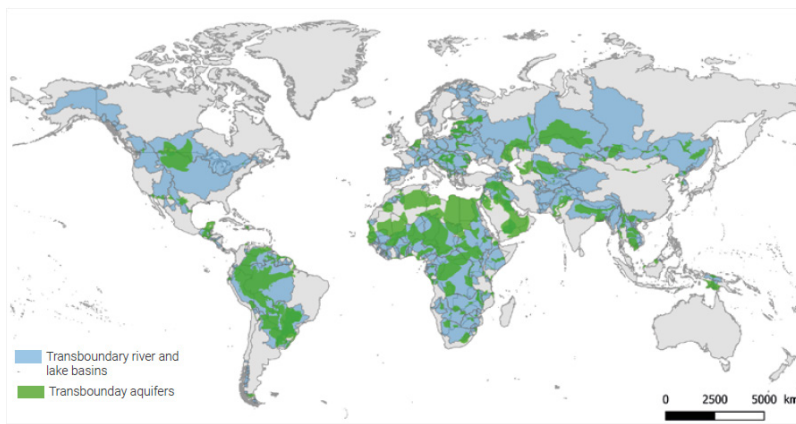 Transboundary river and
lake basins
Transbounday aquifers
0 2500 5000 km